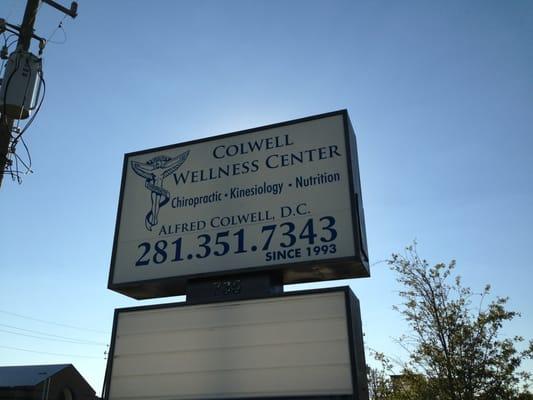 COLWELL
WELLNESS CENTER
Chiropractic • Kinesiology • Nutrition
ALFRED COLWELL, D.C.
281.351.7343
SINCE 1993